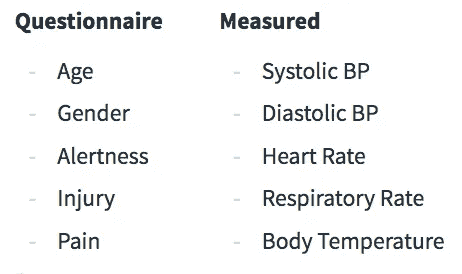 Questionnaire Measured
- Age - Systolic BP
- Gender - Diastolic BP
- Alertness - Heart Rate
- Injury - Respiratory Rate
- Pain - Body Temperature